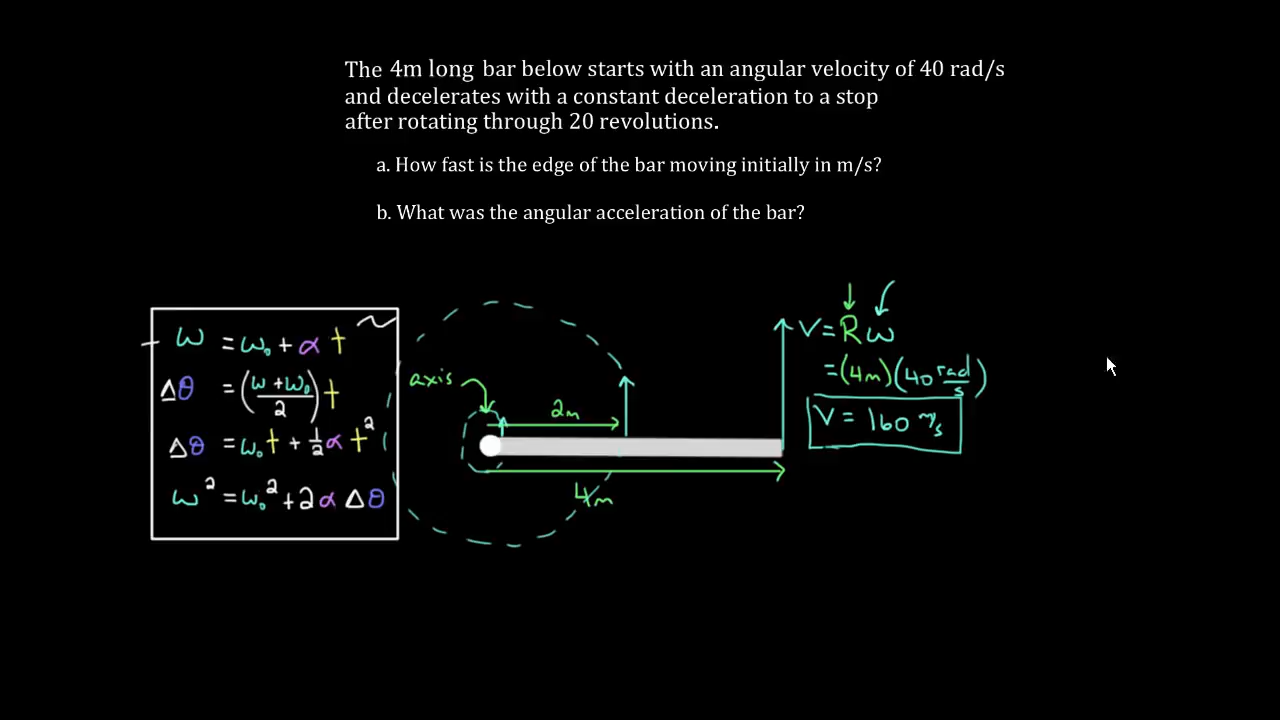 The 4m long bar below starts with an angular velocity of 40 rad/s
and decelerates with a constant deceleration to a stop
after rotating through 20 revolutions.
a. How fast is the edge of the bar moving initially in m/s?
b. What was the angular acceleration of the bar?
ω = ω₀ + α t
Δθ = (ω + ω₀ / 2) t
Δθ = ω₀ t + 1/2 α t²
ω² = ω₀² + 2 α Δθ
axis
2m
4m
V = R ω
= (4m) (40 rad/s)
V = 160 m/s